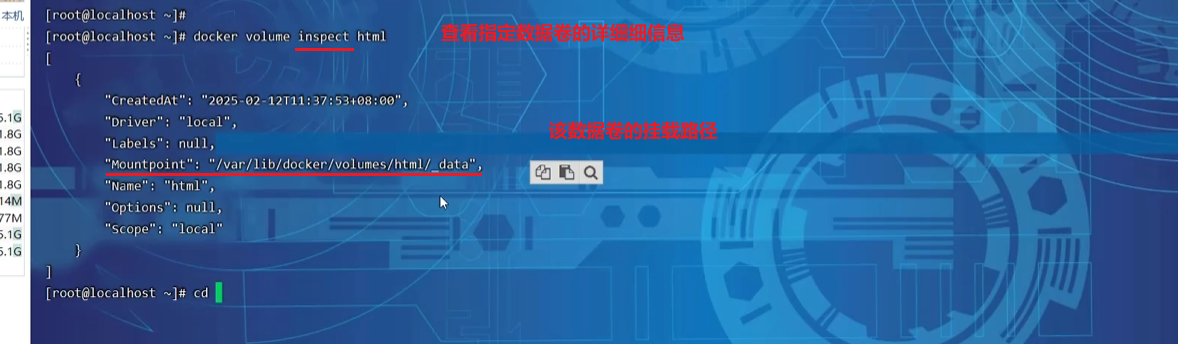 本机
[root@localhost ~]#
[root@localhost ~]# docker volume inspect html
查看指定数据卷的详细细信息
[
{
"CreatedAt": "2025-02-12T11:37:53+08:00",
"Driver": "local",
该数据卷的挂载路径
"Labels": null,
"Mountpoint": "/var/lib/docker/volumes/html/_data",
"Name": "html",
"Options": null,
"Scope": "local"
}
]
[root@localhost ~]# cd
5.1G
1.8G
1.8G
1.8G
1.8G
14M
77M
5.1G
5.1G